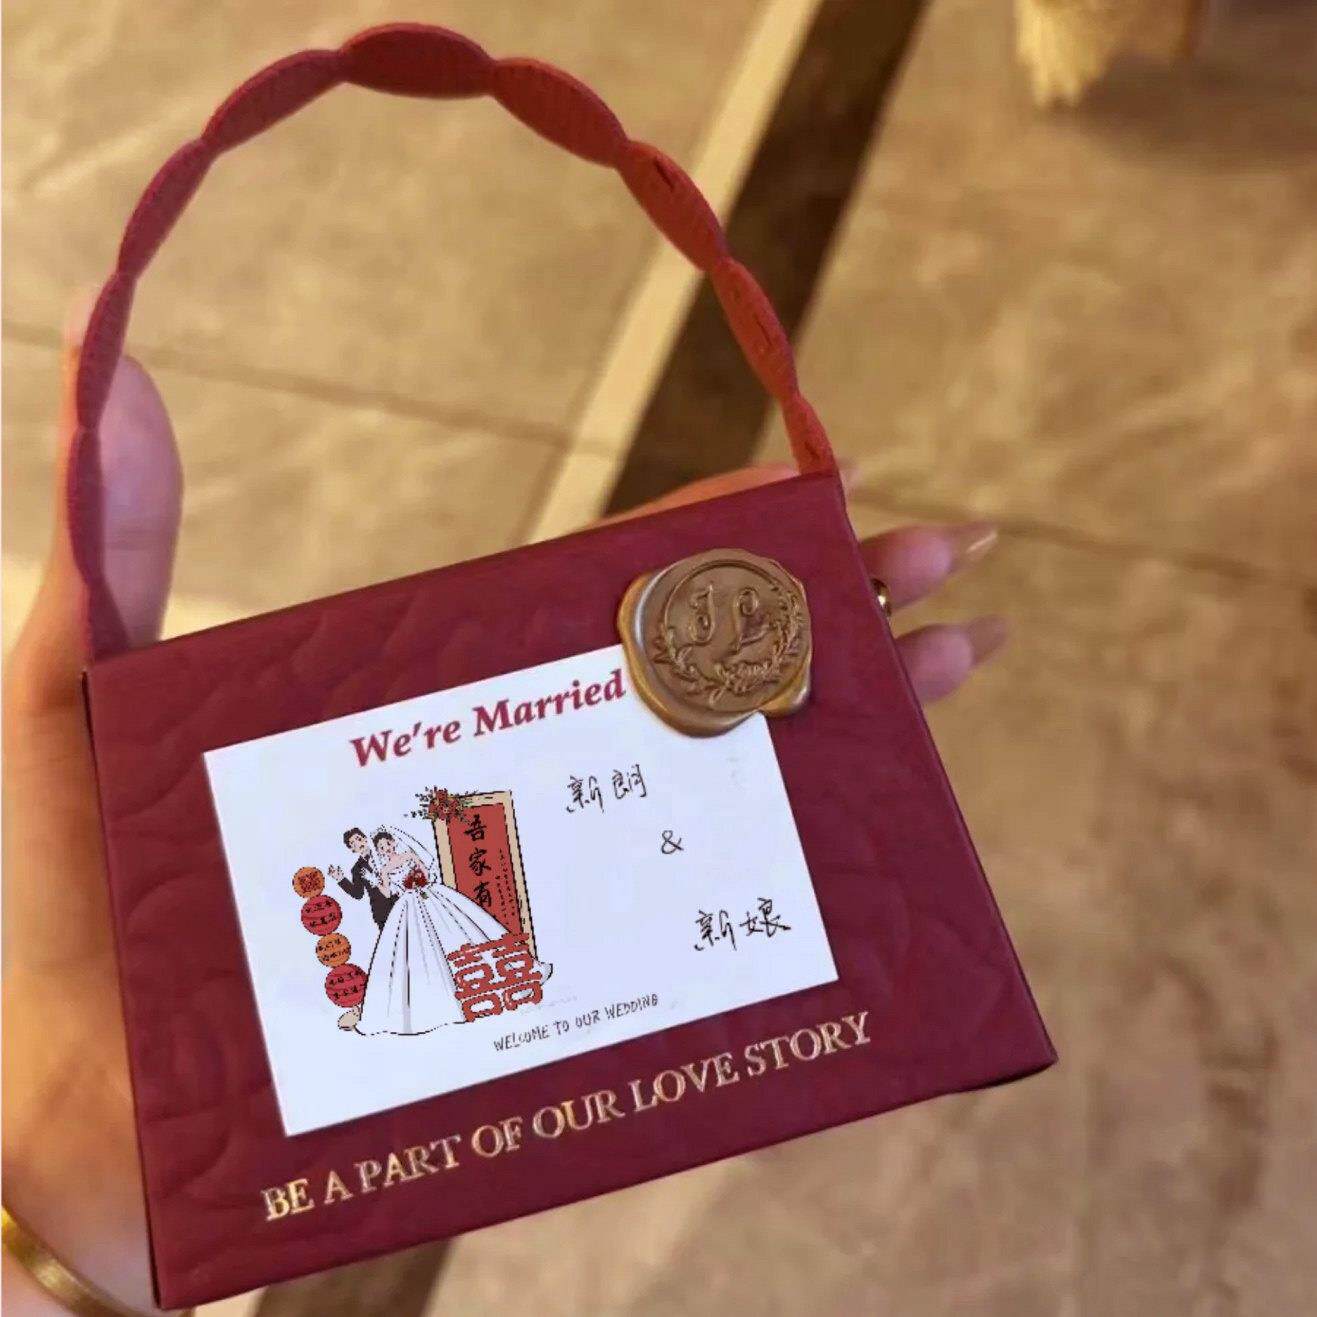 J L
We're Married
新朗
&
新娘
吾家有
囍
WELCOME TO OUR WEDDING
BE A PART OF OUR LOVE STORY